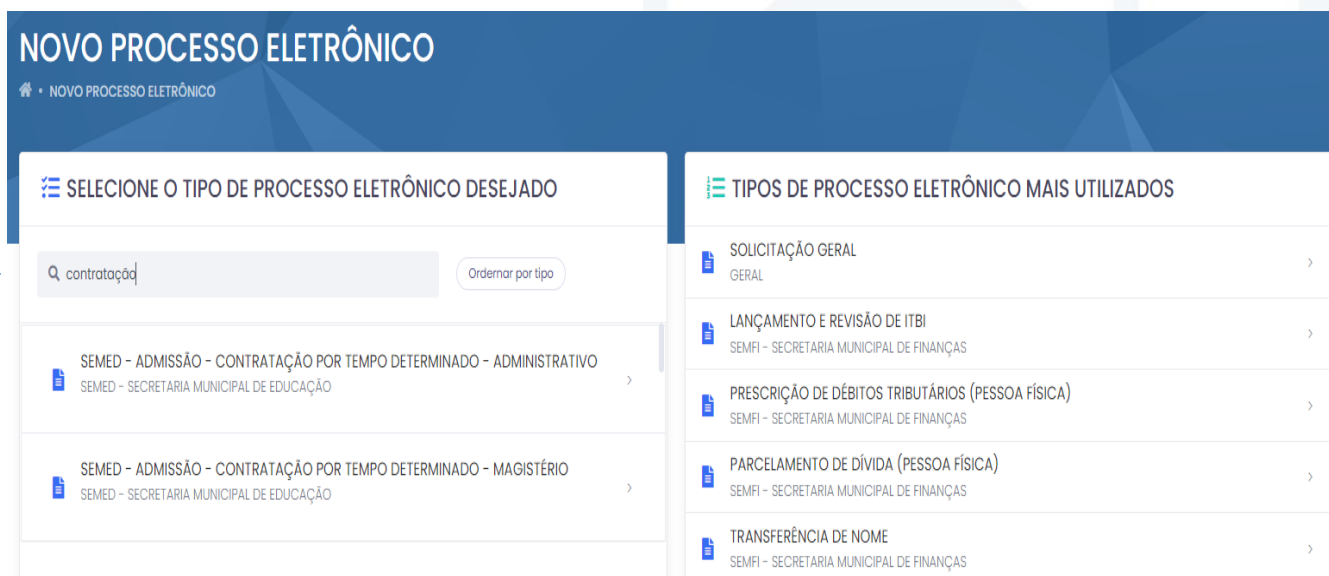 NOVO PROCESSO ELETRÔNICO
• NOVO PROCESSO ELETRÔNICO
SELECIONE O TIPO DE PROCESSO ELETRÔNICO DESEJADO
contratação
Ordernar por tipo
SEMED - ADMISSÃO - CONTRATAÇÃO POR TEMPO DETERMINADO - ADMINISTRATIVO
SEMED - SECRETARIA MUNICIPAL DE EDUCAÇÃO
SEMED - ADMISSÃO - CONTRATAÇÃO POR TEMPO DETERMINADO - MAGISTÉRIO
SEMED - SECRETARIA MUNICIPAL DE EDUCAÇÃO
TIPOS DE PROCESSO ELETRÔNICO MAIS UTILIZADOS
SOLICITAÇÃO GERAL
GERAL
LANÇAMENTO E REVISÃO DE ITBI
SEMFI - SECRETARIA MUNICIPAL DE FINANÇAS
PRESCRIÇÃO DE DÉBITOS TRIBUTÁRIOS (PESSOA FÍSICA)
SEMFI - SECRETARIA MUNICIPAL DE FINANÇAS
PARCELAMENTO DE DÍVIDA (PESSOA FÍSICA)
SEMFI - SECRETARIA MUNICIPAL DE FINANÇAS
TRANSFERÊNCIA DE NOME
SEMFI - SECRETARIA MUNICIPAL DE FINANÇAS